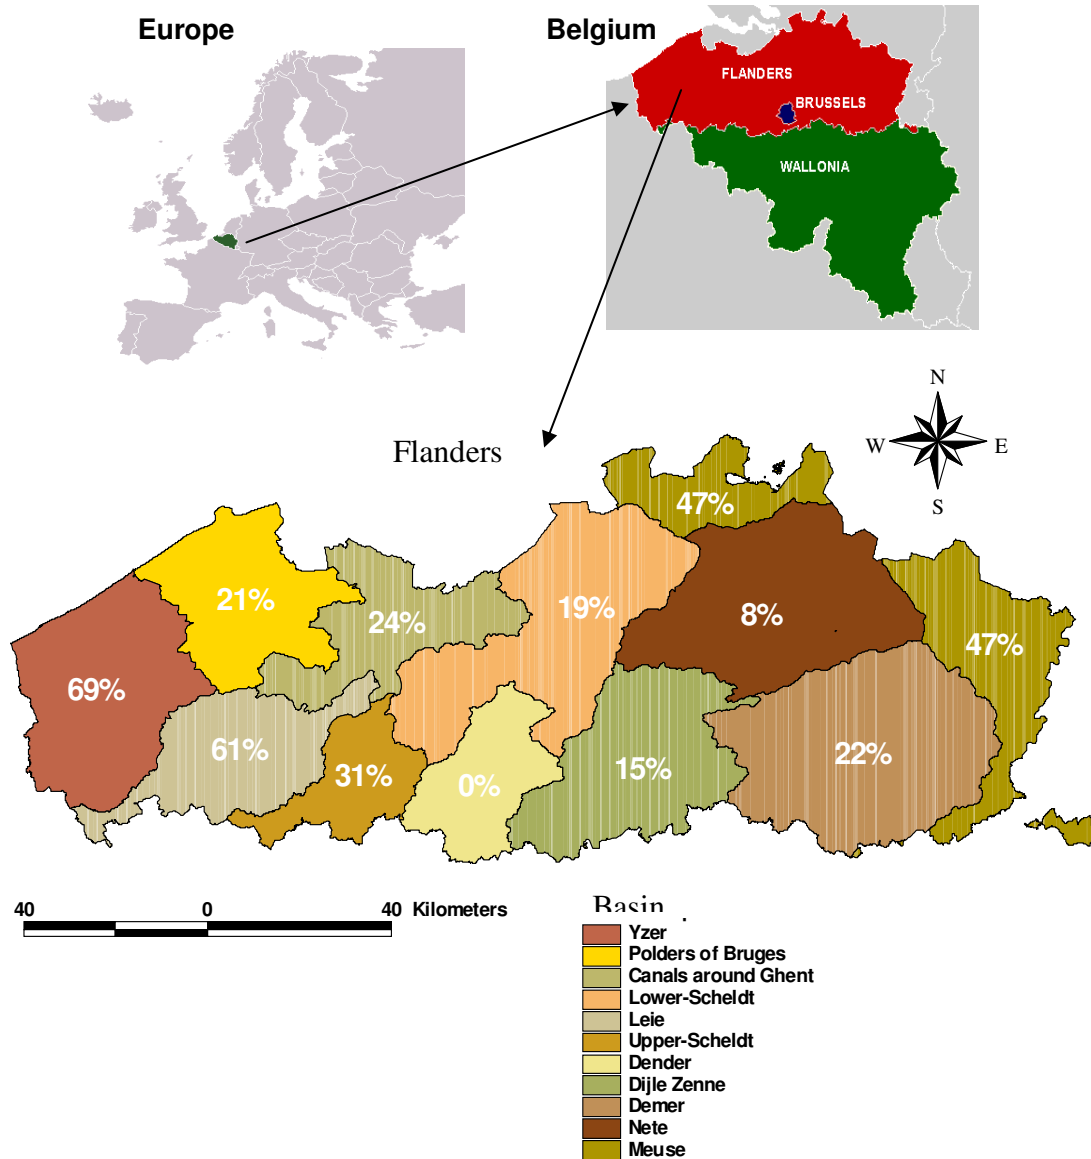 Europe
Belgium
FLANDERS
BRUSSELS
WALLONIA
N
W E
S
Flanders
47%
21%
24%
19%
8%
47%
69%
61%
31%
0%
15%
22%
40 0 40 Kilometers
Basin
Yzer
Polders of Bruges
Canals around Ghent
Lower-Scheldt
Leie
Upper-Scheldt
Dender
Dijle Zenne
Demer
Nete
Meuse